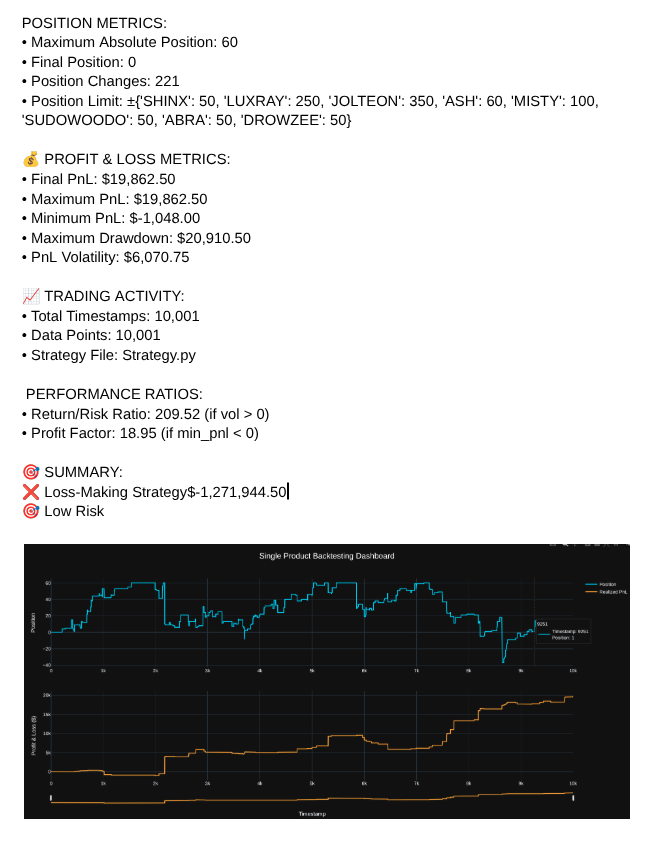 POSITION METRICS:
• Maximum Absolute Position: 60
• Final Position: 0
• Position Changes: 221
• Position Limit: ±{'SHINX': 50, 'LUXRAY': 250, 'JOLTEON': 350, 'ASH': 60, 'MISTY': 100,
'SUDOWOODO': 50, 'ABRA': 50, 'DROWZEE': 50}
💰 PROFIT & LOSS METRICS:
• Final PnL: $19,862.50
• Maximum PnL: $19,862.50
• Minimum PnL: $-1,048.00
• Maximum Drawdown: $20,910.50
• PnL Volatility: $6,070.75
📈 TRADING ACTIVITY:
• Total Timestamps: 10,001
• Data Points: 10,001
• Strategy File: Strategy.py
PERFORMANCE RATIOS:
• Return/Risk Ratio: 209.52 (if vol > 0)
• Profit Factor: 18.95 (if min_pnl < 0)
🎯 SUMMARY:
❌ Loss-Making Strategy$-1,271,944.50
🎯 Low Risk
Single Product Backtesting Dashboard
Position
Realized PnL
Position
60
40
20
0
−20
−40
0 1k 2k 3k 4k 5k 6k 7k 8k 9k 10k
9251
Timestamp: 9251
Position: 1
Profit & Loss ($)
20k
15k
10k
5k
0
0 1k 2k 3k 4k 5k 6k 7k 8k 9k 10k
Timestamp